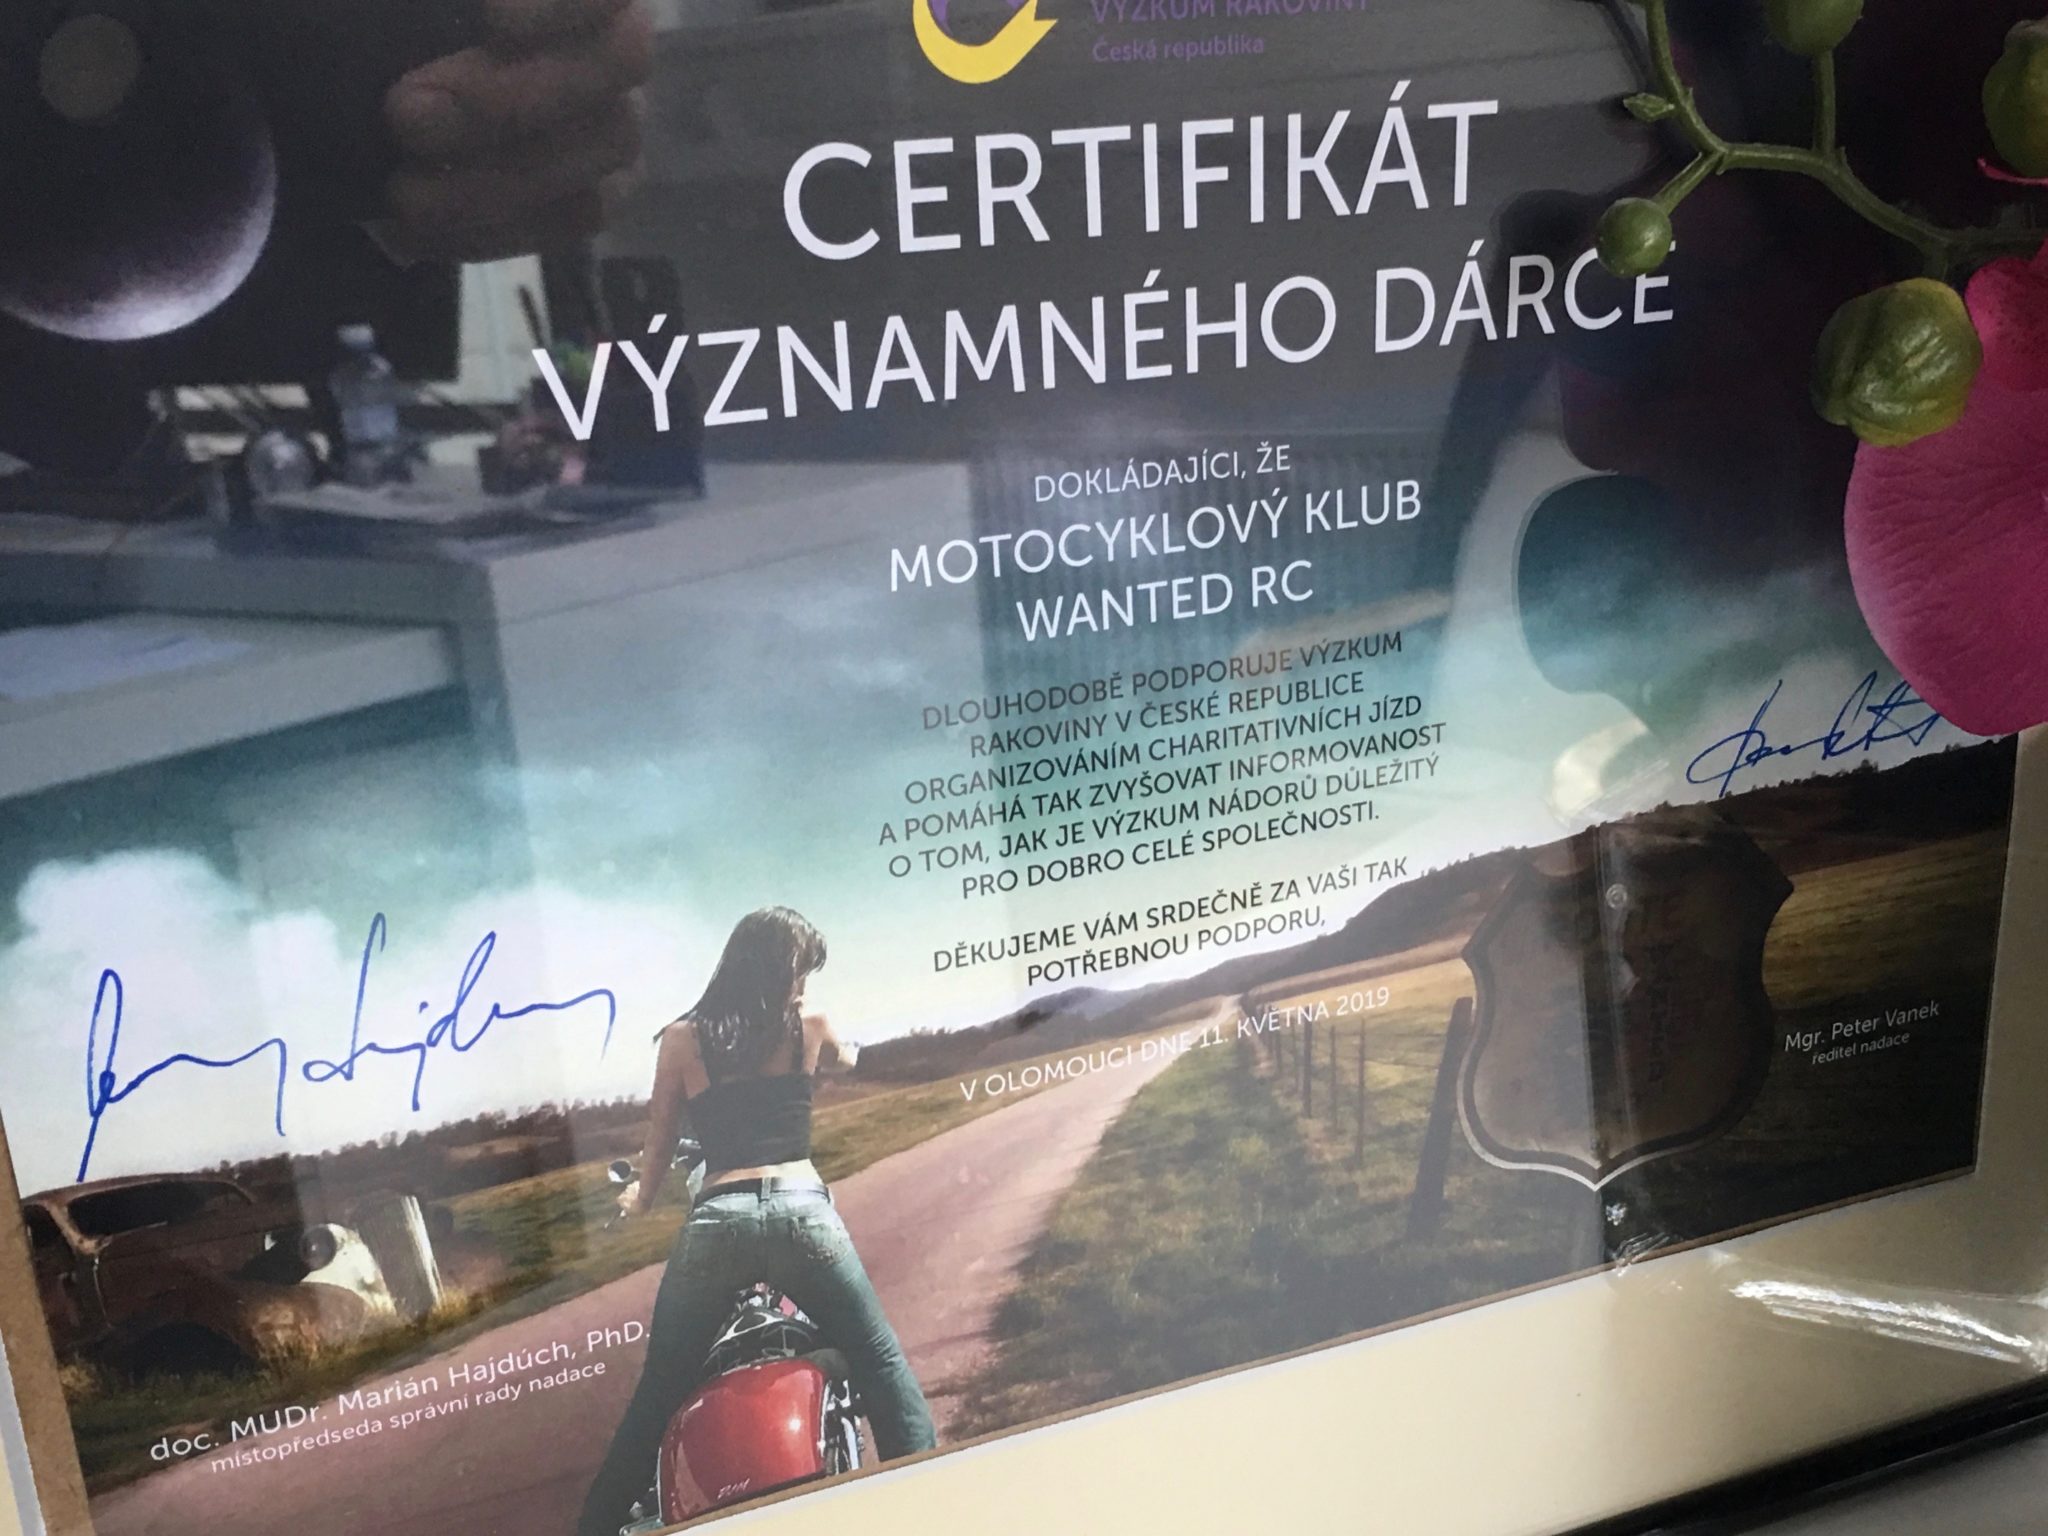 VÝZKUM RAKOVINY
Česká republika
CERTIFIKÁT
VÝZNAMNÉHO DÁRCE
DOKLÁDAJÍCI, ŽE
MOTOCYKLOVÝ KLUB
WANTED RC
DLOUHODOBĚ PODPORUJE VÝZKUM
RAKOVINY V ČESKÉ REPUBLICE
ORGANIZOVÁNÍM CHARITATIVNÍCH JÍZD
A POMÁHÁ TAK ZVYŠOVAT INFORMOVANOST
O TOM, JAK JE VÝZKUM NÁDORŮ DŮLEŽITÝ
PRO DOBRO CELÉ SPOLEČNOSTI.
DĚKUJEME VÁM SRDEČNĚ ZA VAŠI TAK
POTŘEBNOU PODPORU,
V OLOMOUCI DNE 11. KVĚTNA 2019
Mgr. Peter Vanek
ředitel nadace
doc. MUDr. Marián Hajdúch, PhD.
místopředseda správní rady nadace